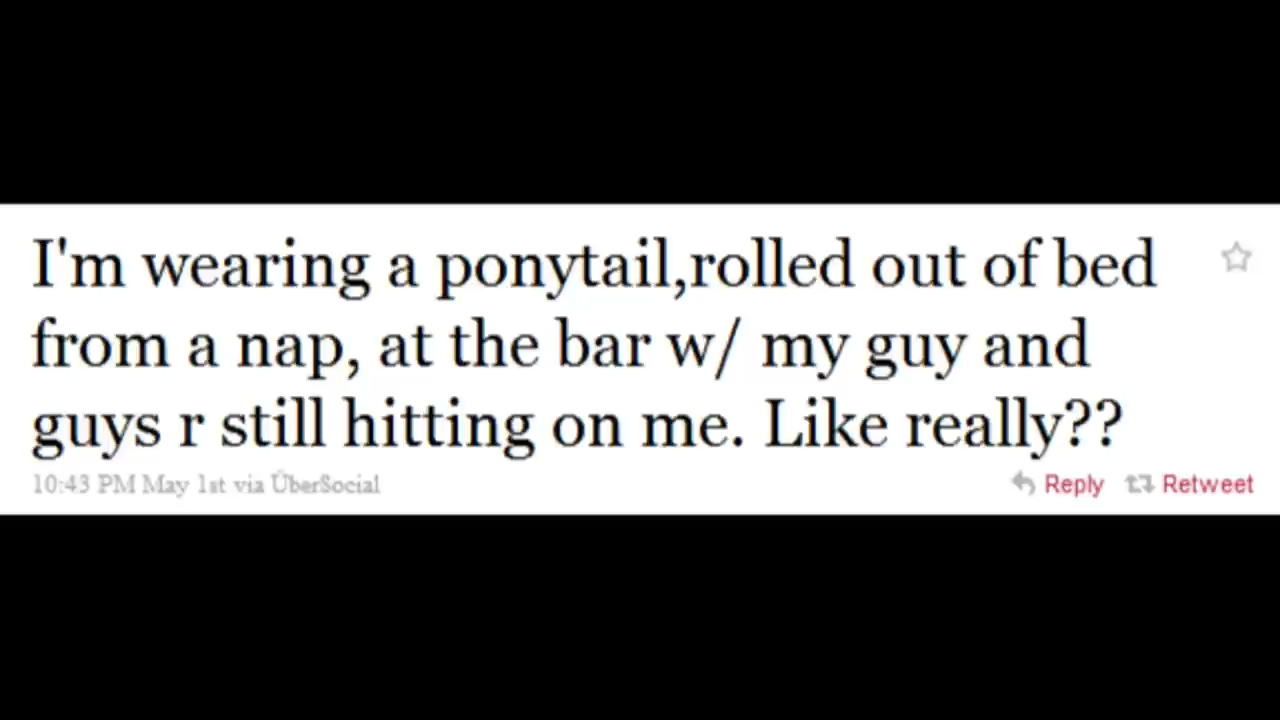 I'm wearing a ponytail,rolled out of bed
from a nap, at the bar w/ my guy and
guys r still hitting on me. Like really??
10:43 PM May 1st via ÜberSocial Reply Retweet